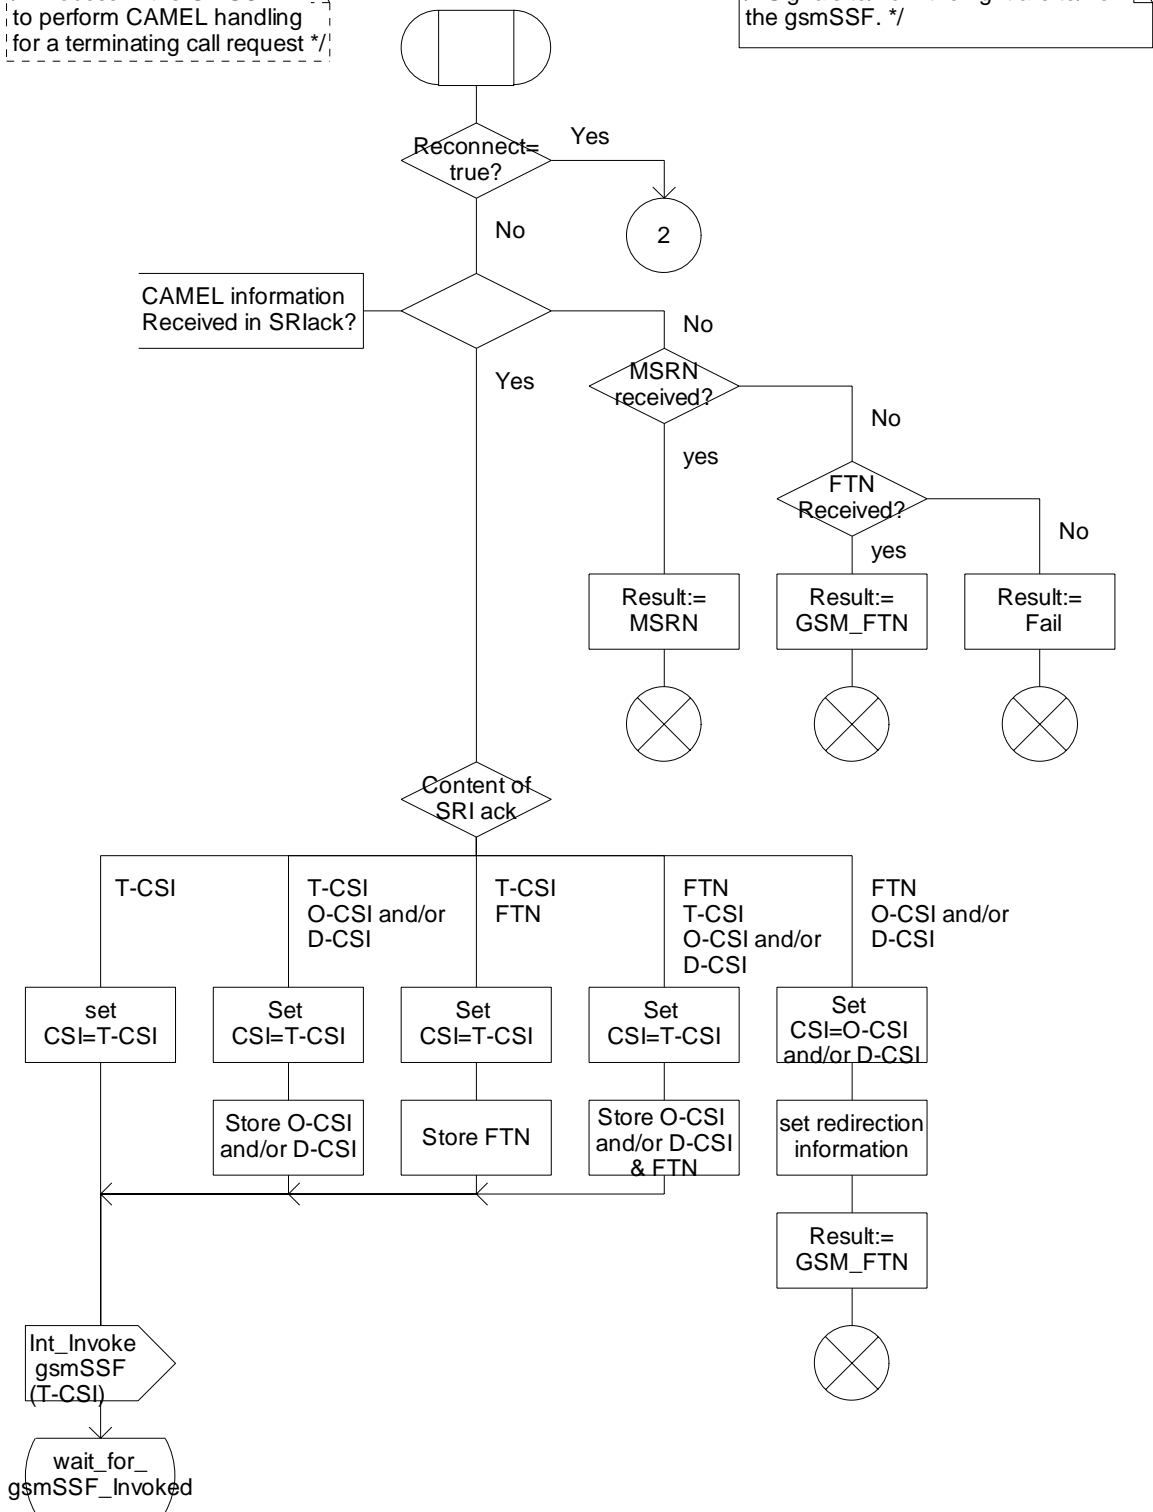 to perform CAMEL handling
for a terminating call request */
the gsmSSF. */
Reconnect=
true?
Yes
No
2
CAMEL information
Received in SRIack?
No
Yes
MSRN
received?
No
yes
FTN
Received?
No
yes
Result:=
MSRN
Result:=
GSM_FTN
Result:=
Fail
Content of
SRI ack
T-CSI
T-CSI
O-CSI and/or
D-CSI
T-CSI
FTN
FTN
T-CSI
O-CSI and/or
D-CSI
FTN
O-CSI and/or
D-CSI
set
CSI=T-CSI
Set
CSI=T-CSI
Set
CSI=T-CSI
Set
CSI=T-CSI
Set
CSI=O-CSI
and/or D-CSI
Store O-CSI
and/or D-CSI
Store FTN
Store O-CSI
and/or D-CSI
& FTN
set redirection
information
Result:=
GSM_FTN
Int_Invoke
gsmSSF
(T-CSI)
wait_for_
gsmSSF_Invoked